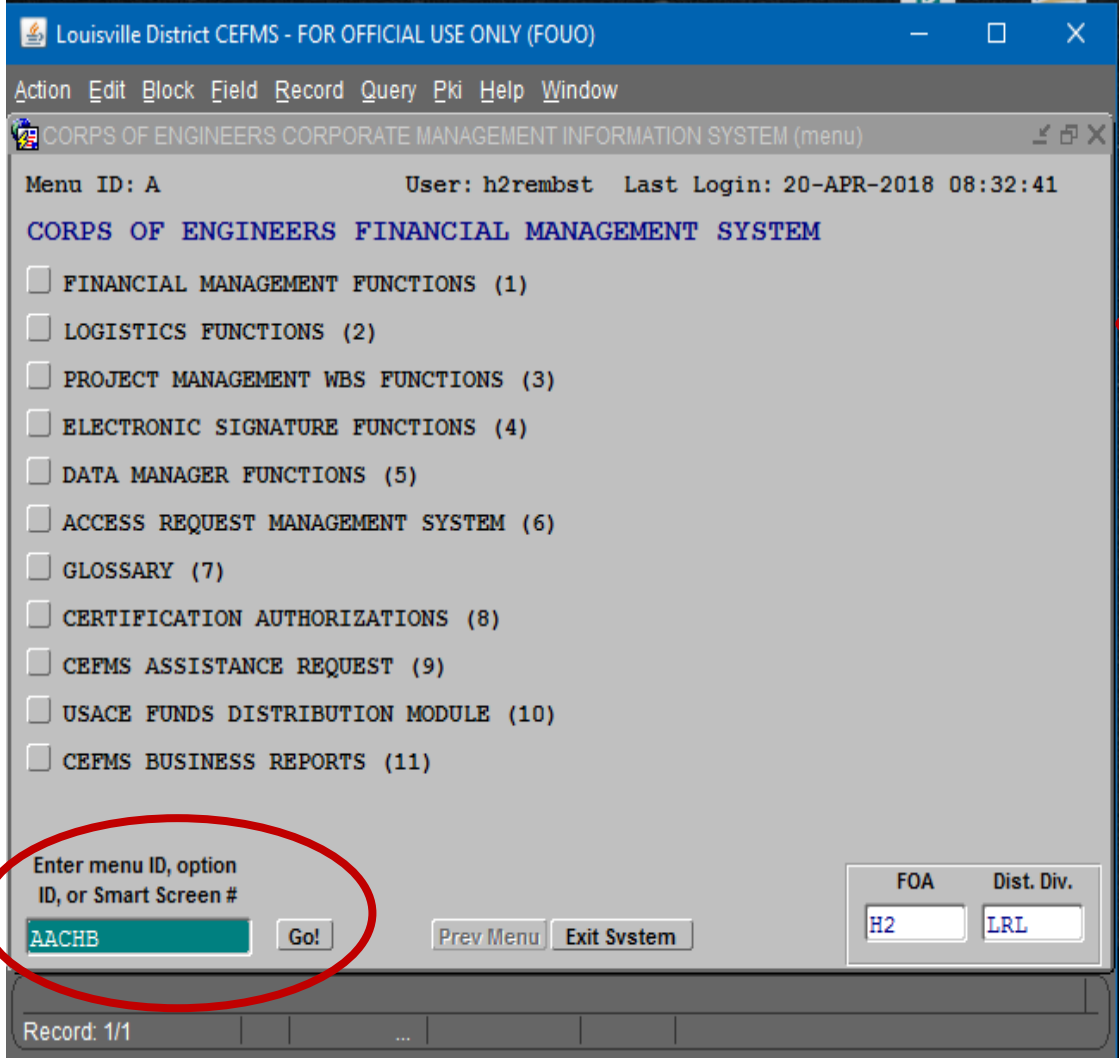 Louisville District CEFMS - FOR OFFICIAL USE ONLY (FOUO)
Action Edit Block Field Record Query Pki Help Window
CORPS OF ENGINEERS CORPORATE MANAGEMENT INFORMATION SYSTEM (menu)
Menu ID: A User: h2rembst Last Login: 20-APR-2018 08:32:41
CORPS OF ENGINEERS FINANCIAL MANAGEMENT SYSTEM
FINANCIAL MANAGEMENT FUNCTIONS (1)
LOGISTICS FUNCTIONS (2)
PROJECT MANAGEMENT WBS FUNCTIONS (3)
ELECTRONIC SIGNATURE FUNCTIONS (4)
DATA MANAGER FUNCTIONS (5)
ACCESS REQUEST MANAGEMENT SYSTEM (6)
GLOSSARY (7)
CERTIFICATION AUTHORIZATIONS (8)
CEFMS ASSISTANCE REQUEST (9)
USACE FUNDS DISTRIBUTION MODULE (10)
CEFMS BUSINESS REPORTS (11)
Enter menu ID, option
ID, or Smart Screen #
FOA Dist. Div.
AACHB Go! Prev Menu Exit System H2 LRL
Record: 1/1 ...